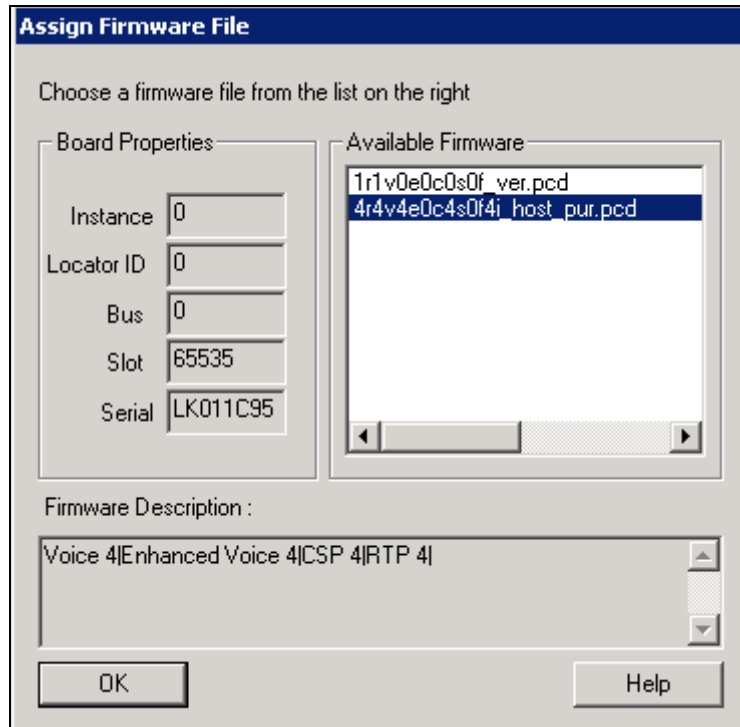 Assign Firmware File
Choose a firmware file from the list on the right
Board Properties
Instance 0
Locator ID 0
Bus 0
Slot 65535
Serial LK011C95
Available Firmware
1r1v0e0c0s0f_ver.pcd
4r4v4e0c4s0f4i_host_pur.pcd
Firmware Description :
Voice 4|Enhanced Voice 4|CSP 4|RTP 4|
OK
Help